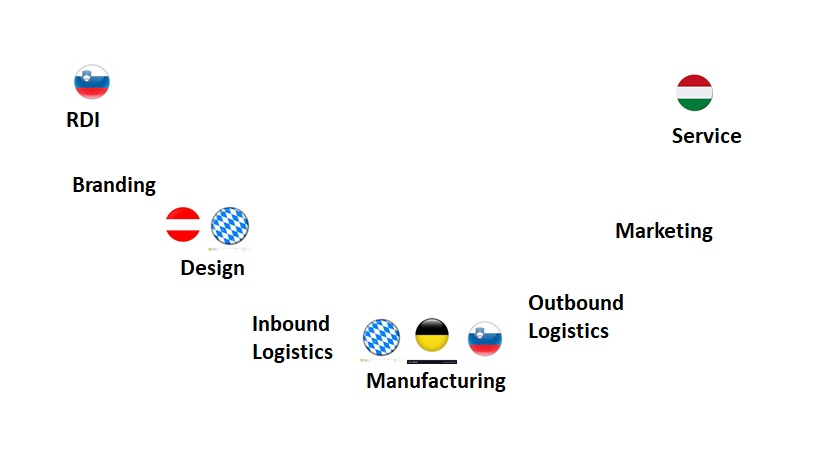 RDI
Service
Branding
Marketing
Design
Inbound
Logistics
Manufacturing
Outbound
Logistics